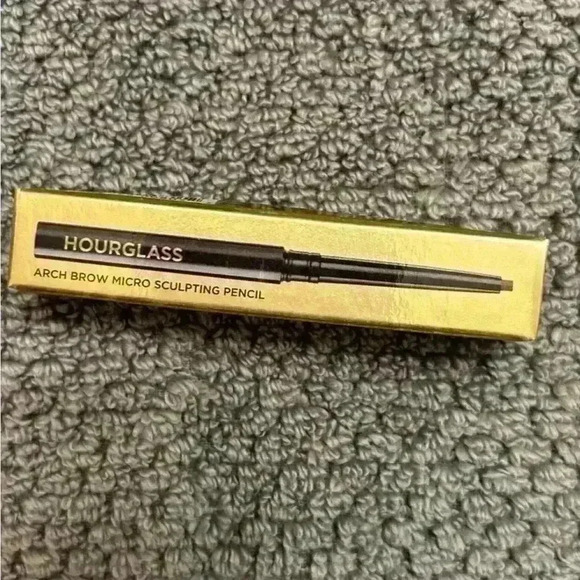 HOURGLASS
ARCH BROW MICRO SCULPTING PENCIL